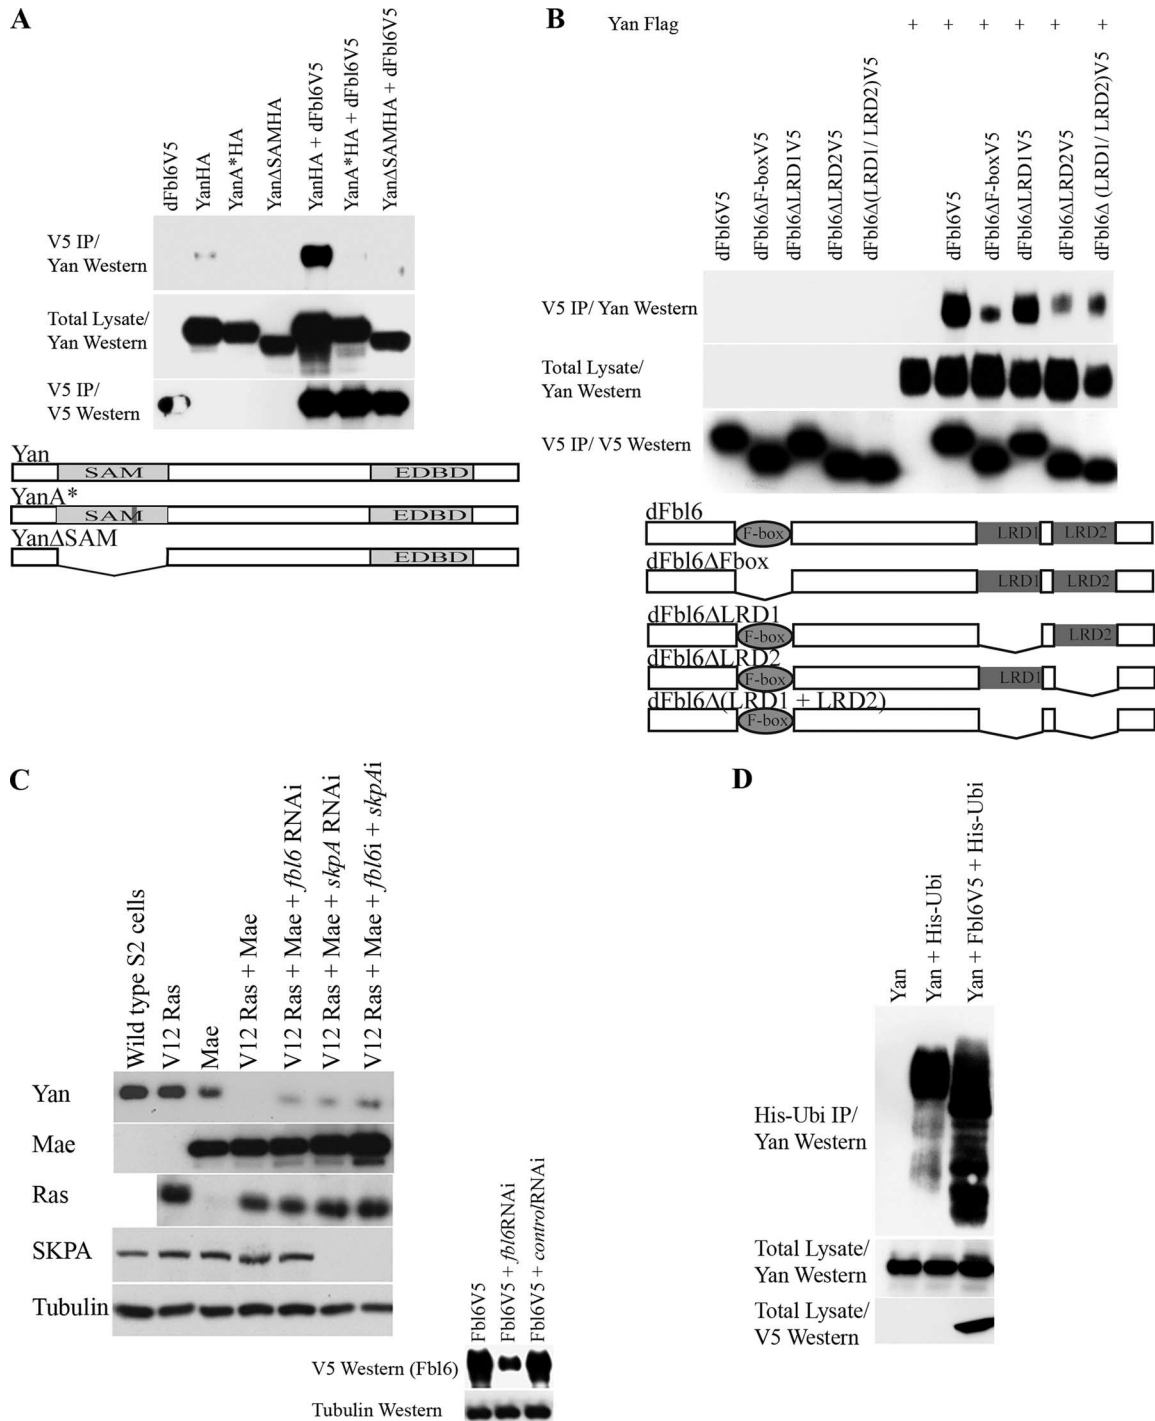 A
dFbl6V5
YanHA
YanA*HA
YanΔSAMHA
YanHA + dFbl6V5
YanA*HA + dFbl6V5
YanΔSAMHA + dFbl6V5
V5 IP/
Yan Western
Total Lysate/
Yan Western
V5 IP/
V5 Western
Yan
SAM EDBD
YanA*
SAM EDBD
YanΔSAM
EDBD
B
Yan Flag + + + + + +
dFbl6V5
dFbl6ΔF-boxV5
dFbl6ΔLRD1V5
dFbl6ΔLRD2V5
dFbl6Δ(LRD1/ LRD2)V5
dFbl6V5
dFbl6ΔF-boxV5
dFbl6ΔLRD1V5
dFbl6ΔLRD2V5
dFbl6Δ (LRD1/ LRD2)V5
V5 IP/ Yan Western
Total Lysate/
Yan Western
V5 IP/ V5 Western
dFbl6
F-box LRD1 LRD2
dFbl6ΔFbox
LRD1 LRD2
dFbl6ΔLRD1
F-box LRD2
dFbl6ΔLRD2
F-box LRD1
dFbl6Δ(LRD1 + LRD2)
F-box
C
Wild type S2 cells
V12 Ras
Mae
V12 Ras + Mae
V12 Ras + Mae + fbl6 RNAi
V12 Ras + Mae + skpA RNAi
V12 Ras + Mae + fbl6i + skpAi
Yan
Mae
Ras
SKPA
Tubulin
Fbl6V5
Fbl6V5 + fbl6RNAi
Fbl6V5 + controlRNAi
V5 Western (Fbl6)
Tubulin Western
D
Yan
Yan + His-Ubi
Yan + Fbl6V5 + His-Ubi
His-Ubi IP/
Yan Western
Total Lysate/
Yan Western
Total Lysate/
V5 Western